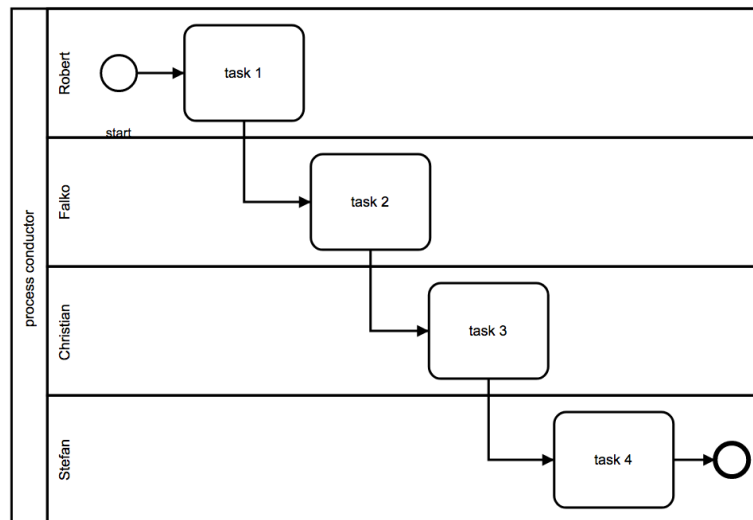 process conductor
Robert
start
task 1
Falko
task 2
Christian
task 3
Stefan
task 4